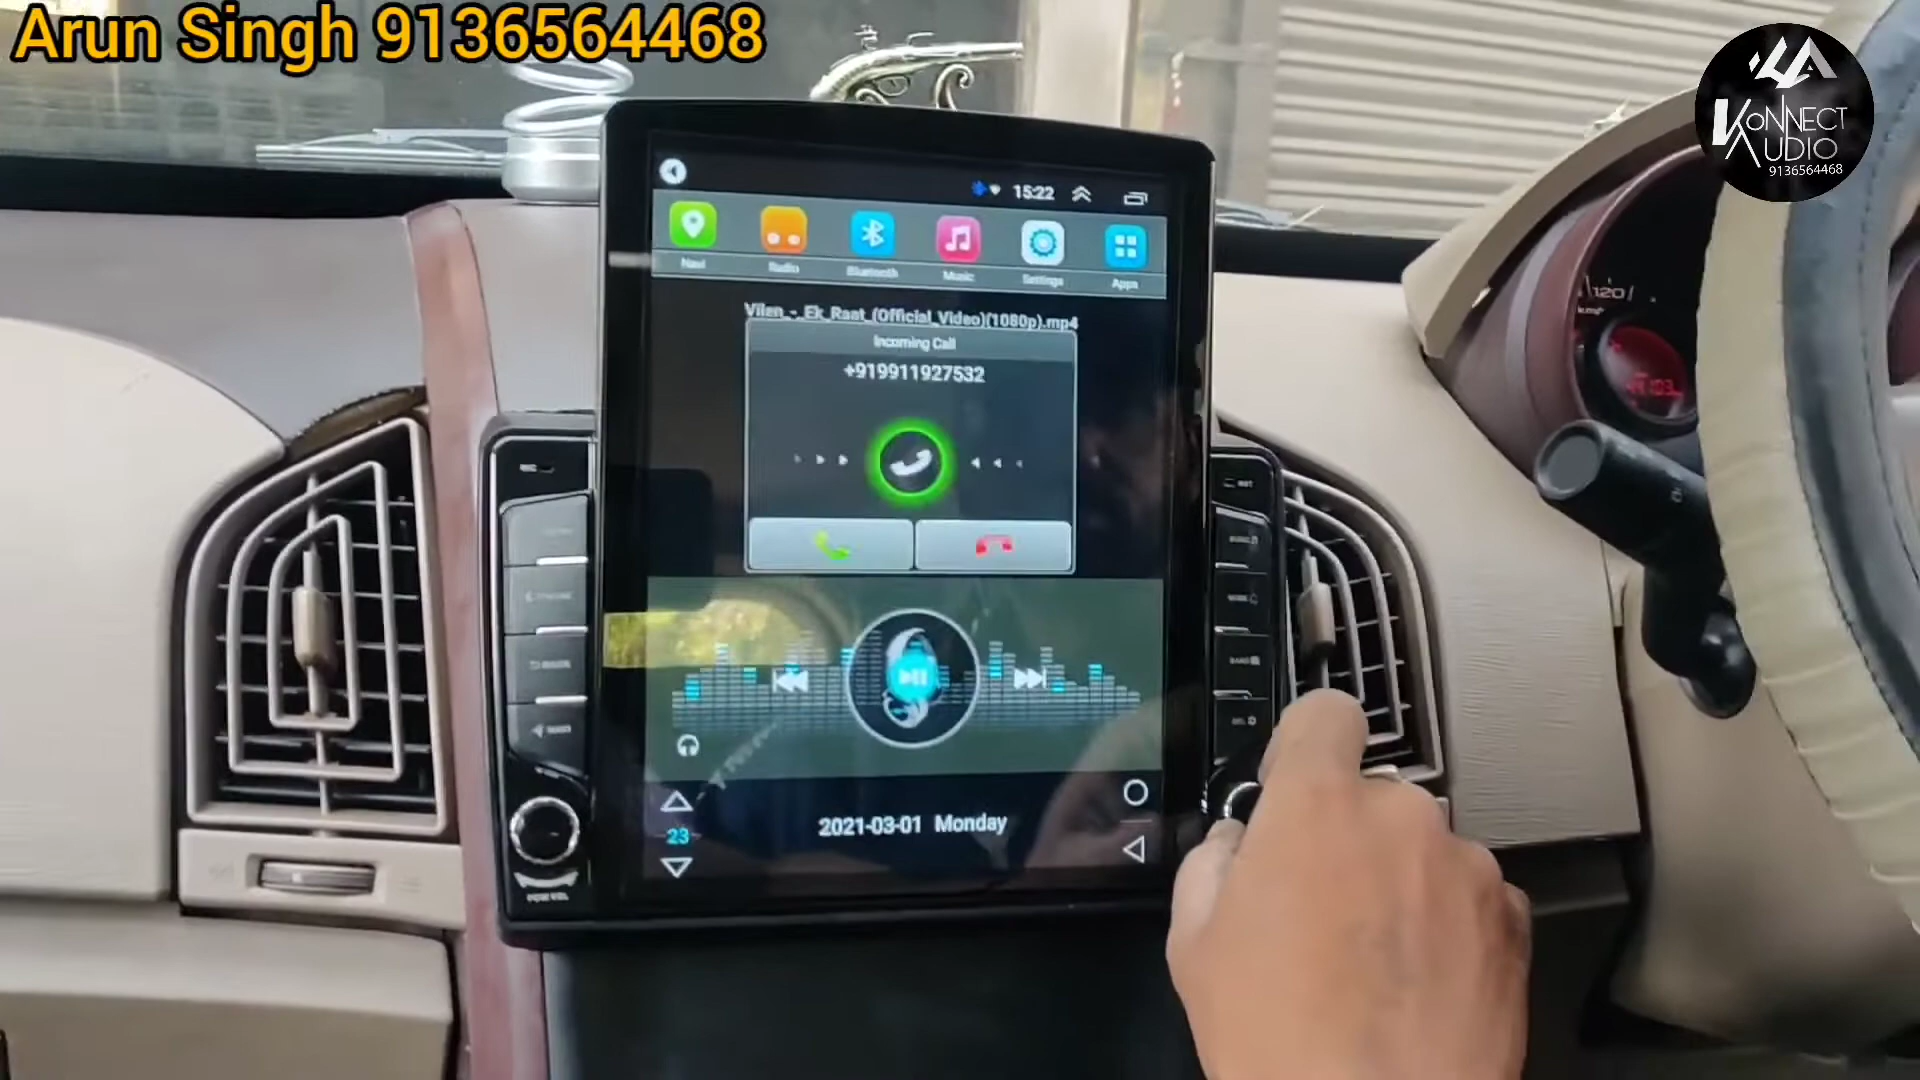 Arun Singh 9136564468
KONNECT
AUDIO
9136564468
15:22
Navi Radio Bluetooth Music Settings Apps
Vilen_-_Ek_Raat_(Official_Video)(1080p).mp4
Incoming Call
+919911927532
120
23
2021-03-01 Monday